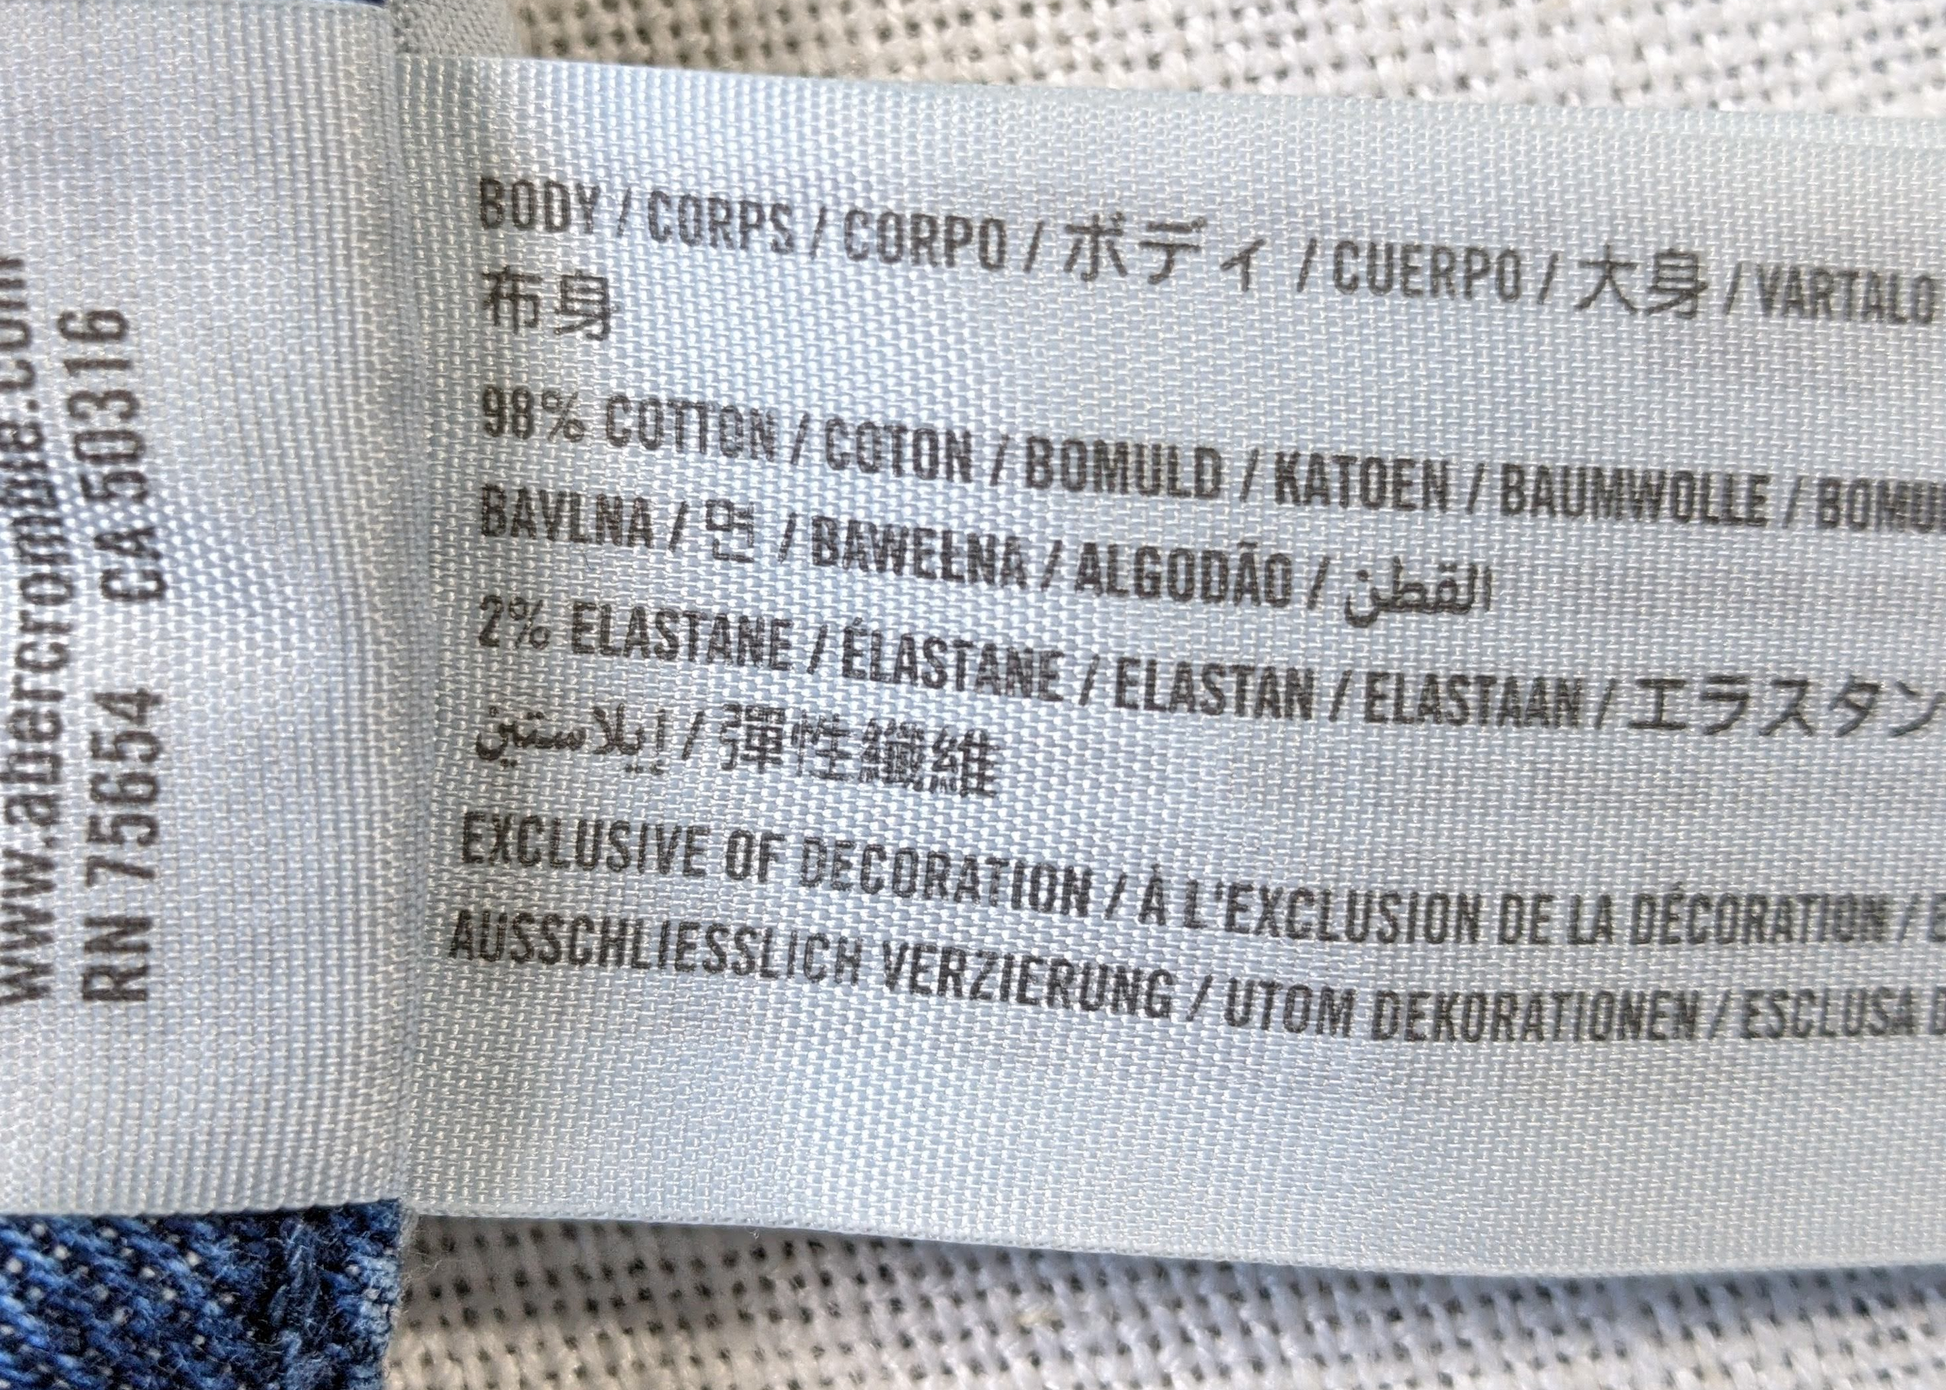 BODY / CORPS / CORPO / ボディ / CUERPO / 大身 / VARTALO
布身
98% COTTON / COTON / BOMULD / KATOEN / BAUMWOLLE /
BAVLNA / 면 / BAWEŁNA / ALGODÃO / القطن
2% ELASTANE / ÉLASTANE / ELASTAN / ELASTAAN / エラスタン
إيلاستين / 彈性纖維
EXCLUSIVE OF DECORATION / À L'EXCLUSION DE LA DÉCORATION /
AUSSCHLIESSLICH VERZIERUNG / UTOM DEKORATIONEN / ESCLUSA
www.abercrombie.com
RN 75654 CA 50316